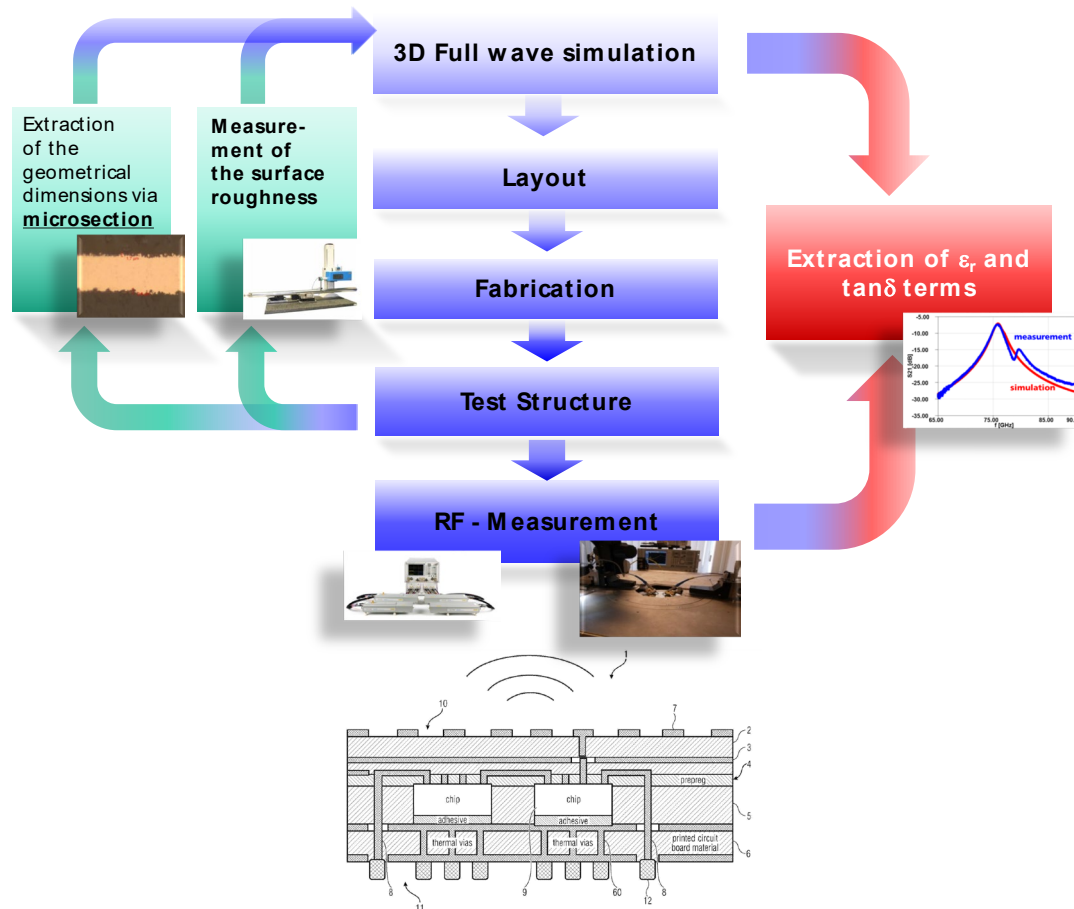 3D Full wave simulation
Extraction
of the
geometrical
dimensions via
microsection
Measure-
ment of
the surface
roughness
Layout
Fabrication
Test Structure
RF - Measurement
Extraction of εr and
tanδ terms
-5.00
-10.00
-15.00
-20.00
-25.00
-30.00
-35.00
S21 [dB]
measurement
simulation
65.00
75.00
85.00
90.
f [GHz]
1
10
7
2
3
4
prepreg
chip
chip
5
adhesive
adhesive
thermal vias
thermal vias
printed circuit
board material
6
8
11
9
60
12
8